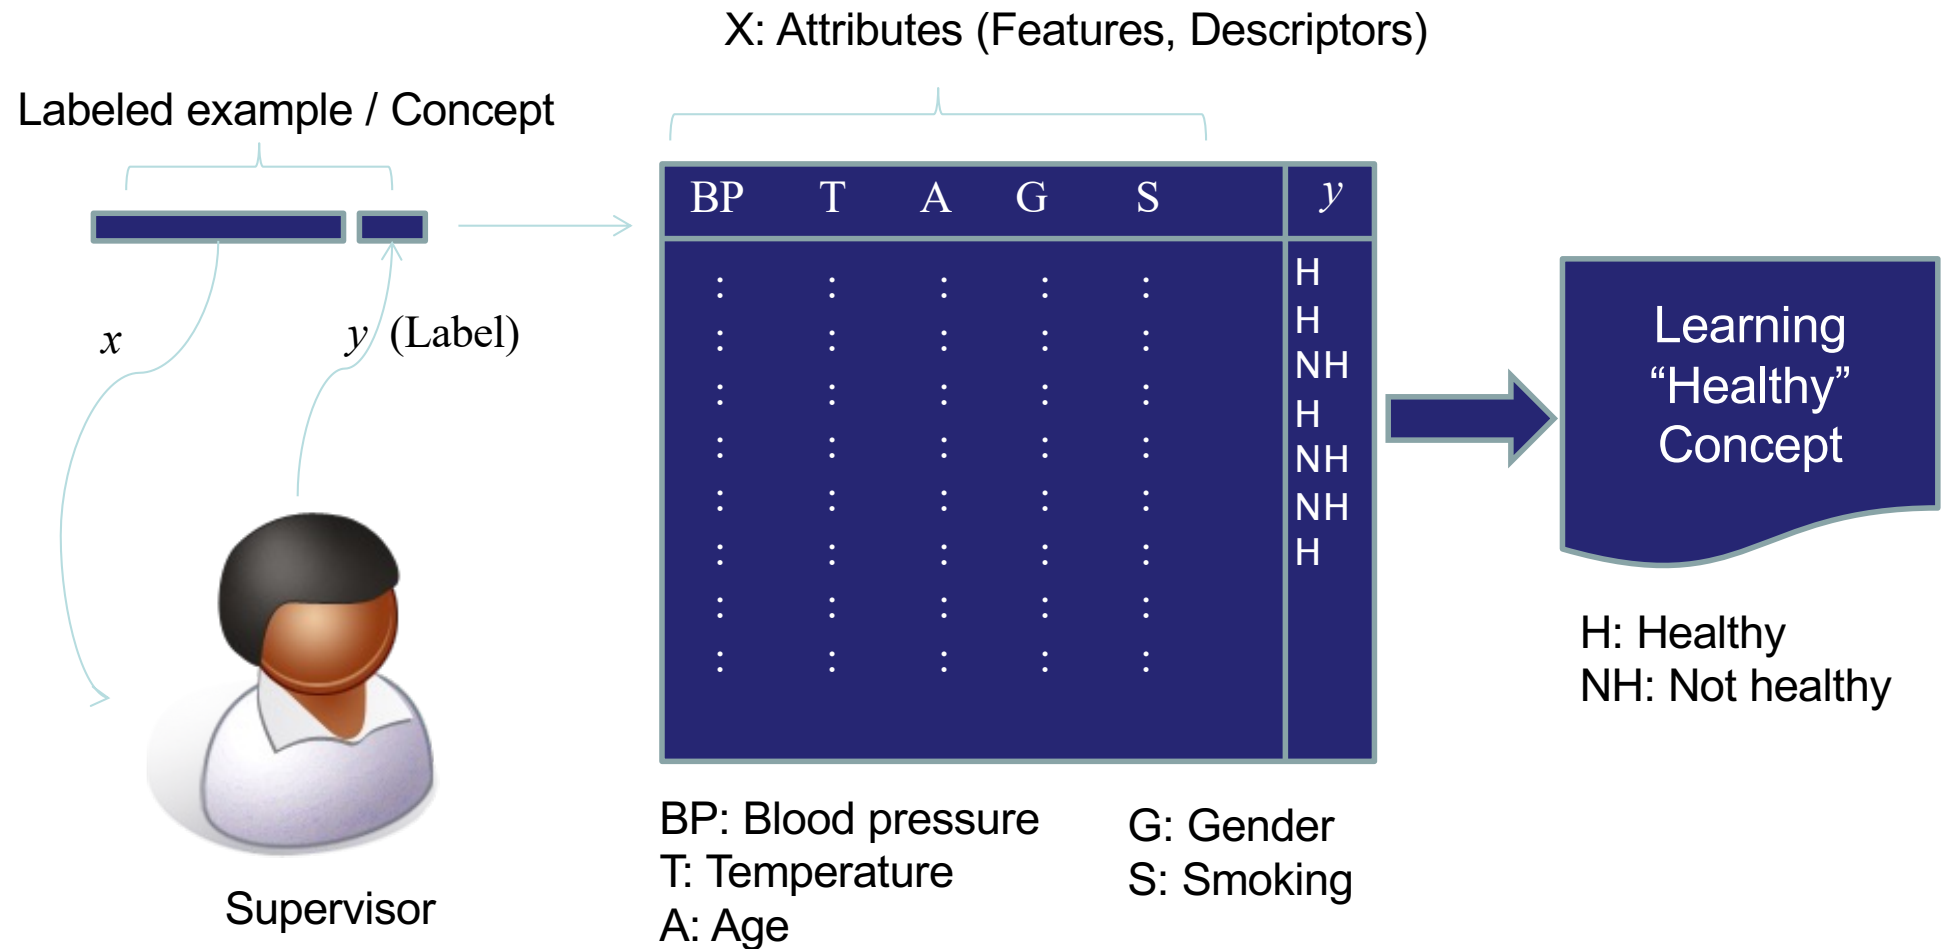 X: Attributes (Features, Descriptors)
Labeled example / Concept
x
y (Label)
Supervisor
BP T A G S y
: : : : : H
: : : : : H
: : : : : NH
: : : : : H
: : : : : NH
: : : : : NH
: : : : : H
: : : : :
: : : : :
BP: Blood pressure
T: Temperature
A: Age
G: Gender
S: Smoking
Learning
“Healthy”
Concept
H: Healthy
NH: Not healthy